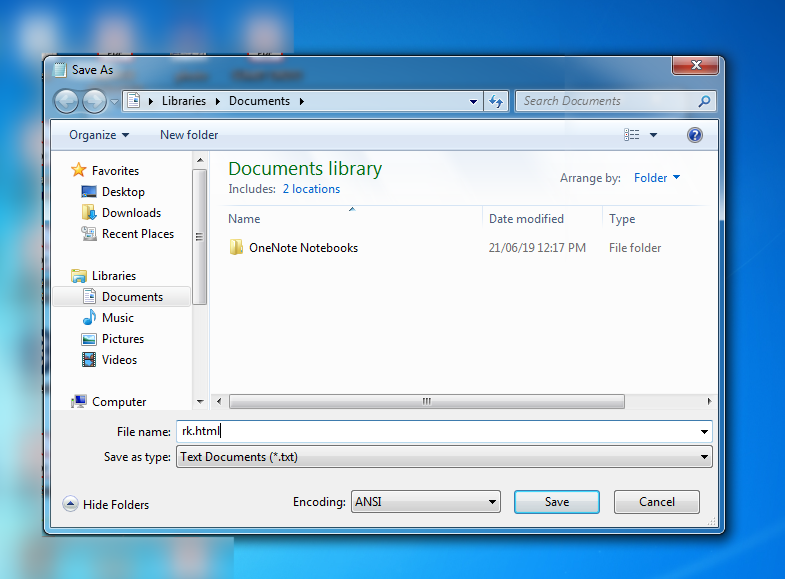 Save As
Libraries Documents
Search Documents
Organize New folder
Favorites
Desktop
Downloads
Recent Places
Libraries
Documents
Music
Pictures
Videos
Computer
Documents library
Includes: 2 locations
Arrange by: Folder
Name Date modified Type
OneNote Notebooks 21/06/19 12:17 PM File folder
File name: rk.html
Save as type: Text Documents (*.txt)
Hide Folders Encoding: ANSI Save Cancel